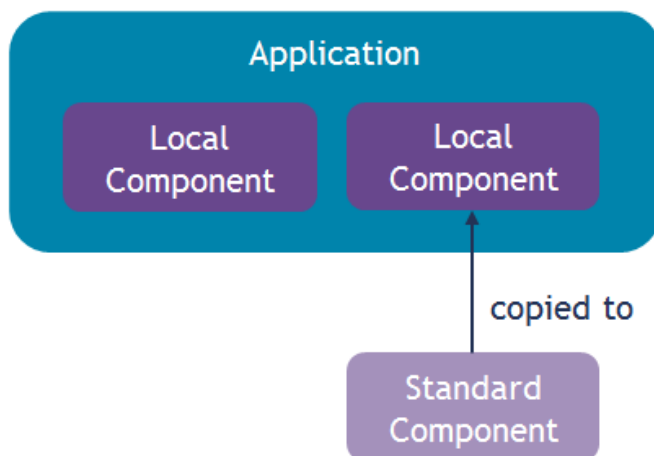 Application
Local
Component
Local
Component
copied to
Standard
Component